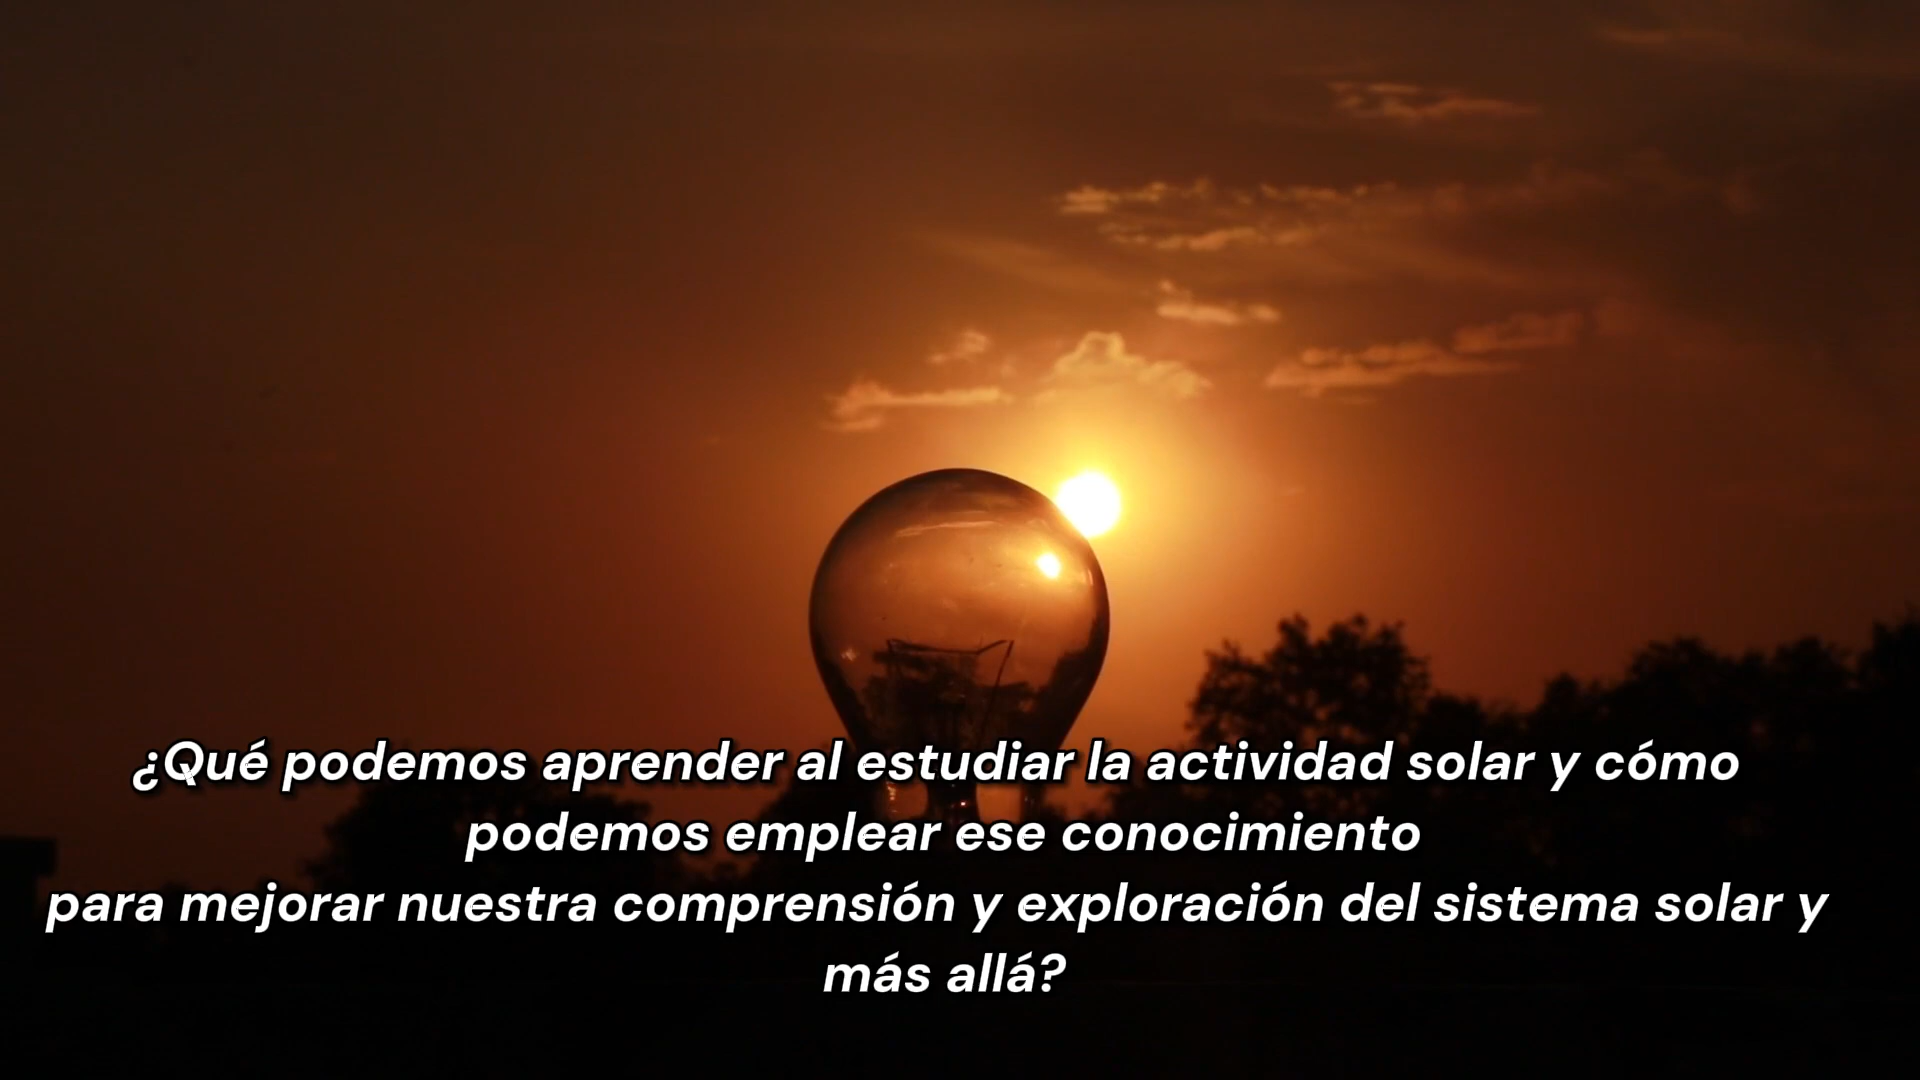 ¿Qué podemos aprender al estudiar la actividad solar y cómo
podemos emplear ese conocimiento
para mejorar nuestra comprensión y exploración del sistema solar y
más allá?